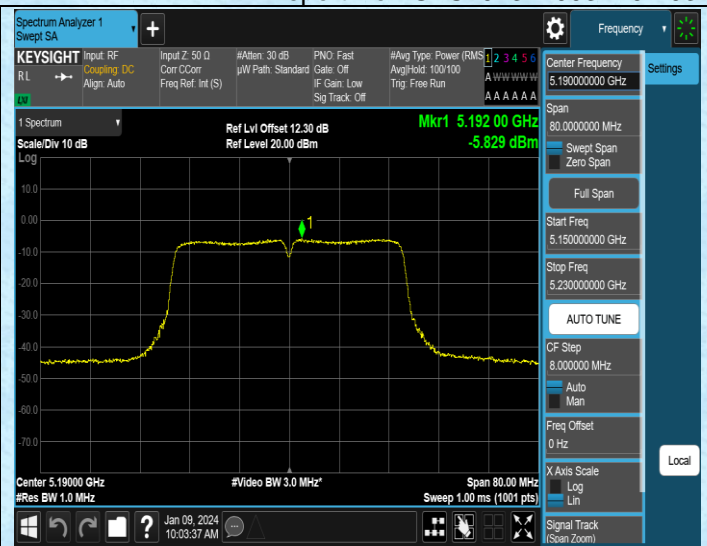 Spectrum Analyzer 1
Swept SA
Frequency
KEYSIGHT
RL
LXI
Input: RF
Coupling: DC
Align: Auto
Input Z: 50 Ω
Corr CCorr
Freq Ref: Int (S)
#Atten: 30 dB
µW Path: Standard
PNO: Fast
Gate: Off
IF Gain: Low
Sig Track: Off
#Avg Type: Power (RMS
Avg|Hold: 100/100
Trig: Free Run
1 2 3 4 5 6
A W W W W W
A A A A A A
1 Spectrum
Scale/Div 10 dB
Log
Ref Lvl Offset 12.30 dB
Ref Level 20.00 dBm
Mkr1 5.192 00 GHz
-5.829 dBm
10.0
0.00
-10.0
-20.0
-30.0
-40.0
-50.0
-60.0
-70.0
1
Center 5.19000 GHz
#Res BW 1.0 MHz
#Video BW 3.0 MHz*
Span 80.00 MHz
Sweep 1.00 ms (1001 pts)
Center Frequency
5.190000000 GHz
Settings
Span
80.0000000 MHz
Swept Span
Zero Span
Full Span
Start Freq
5.150000000 GHz
Stop Freq
5.230000000 GHz
AUTO TUNE
CF Step
8.000000 MHz
Auto
Man
Freq Offset
0 Hz
X Axis Scale
Log
Lin
Local
Signal Track
(Span Zoom)
?
Jan 09, 2024
10:03:37 AM